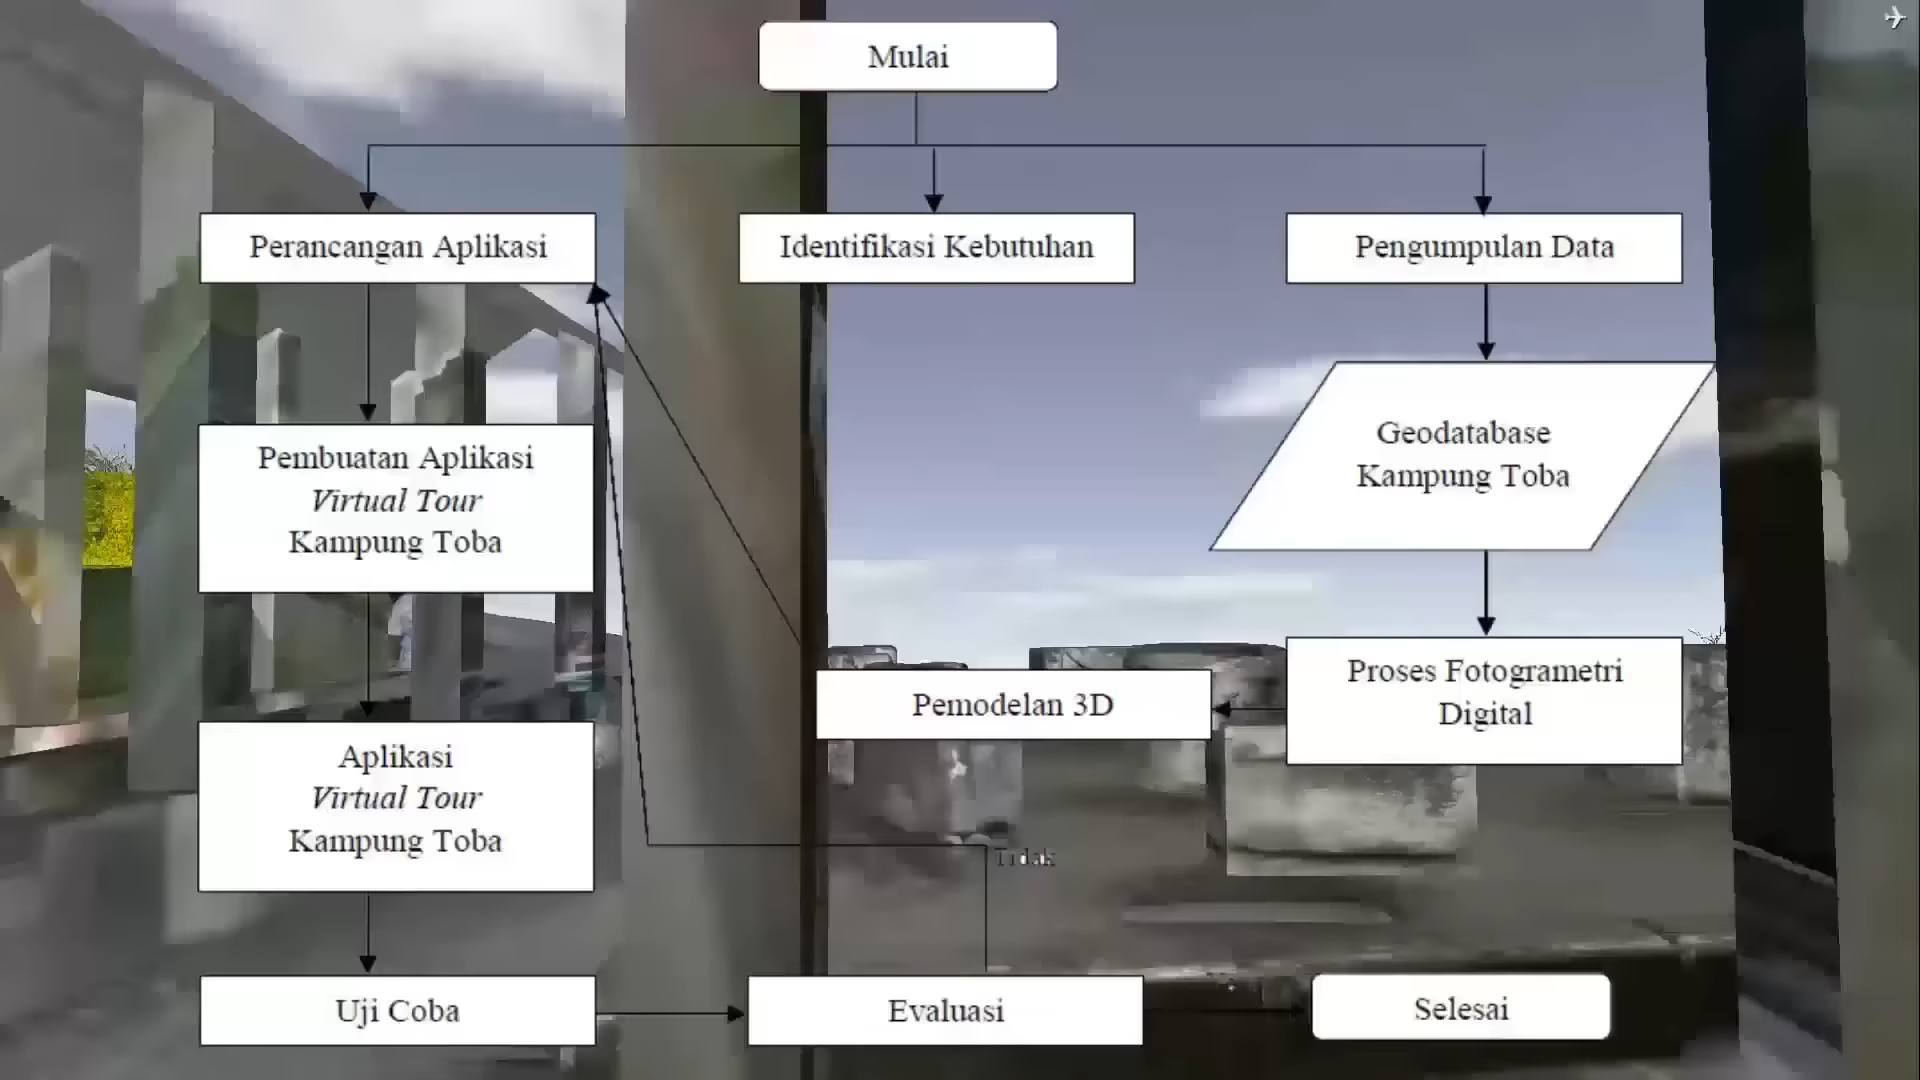 Mulai
Perancangan Aplikasi
Identifikasi Kebutuhan
Pengumpulan Data
Geodatabase
Kampung Toba
Pembuatan Aplikasi
Virtual Tour
Kampung Toba
Proses Fotogrametri
Digital
Pemodelan 3D
Aplikasi
Virtual Tour
Kampung Toba
Tidak
Uji Coba
Evaluasi
Selesai